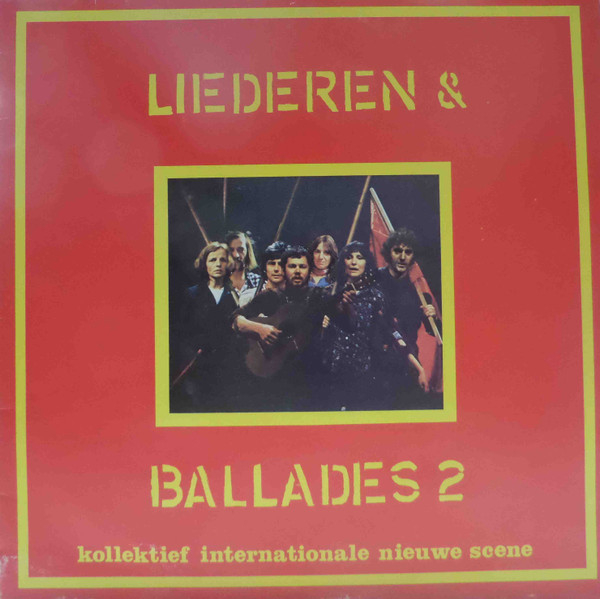 LIEDEREN &
BALLADES 2
kollektief internationale nieuwe scene